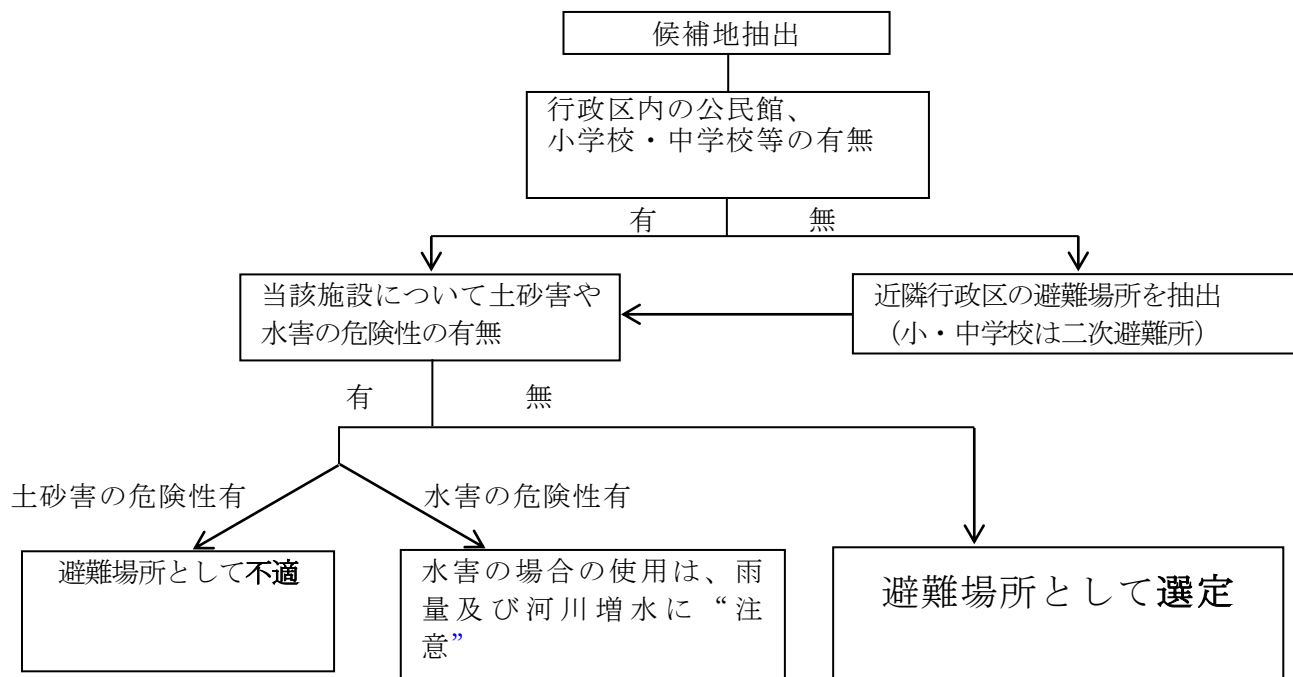 候補地抽出
行政区内の公民館、
小学校・中学校等の有無
有
無
当該施設について土砂害や
水害の危険性の有無
近隣行政区の避難場所を抽出
（小・中学校は二次避難所）
有
無
土砂害の危険性有
水害の危険性有
避難場所として不適
水害の場合の使用は、雨
量及び河川増水に“注
意”
避難場所として選定